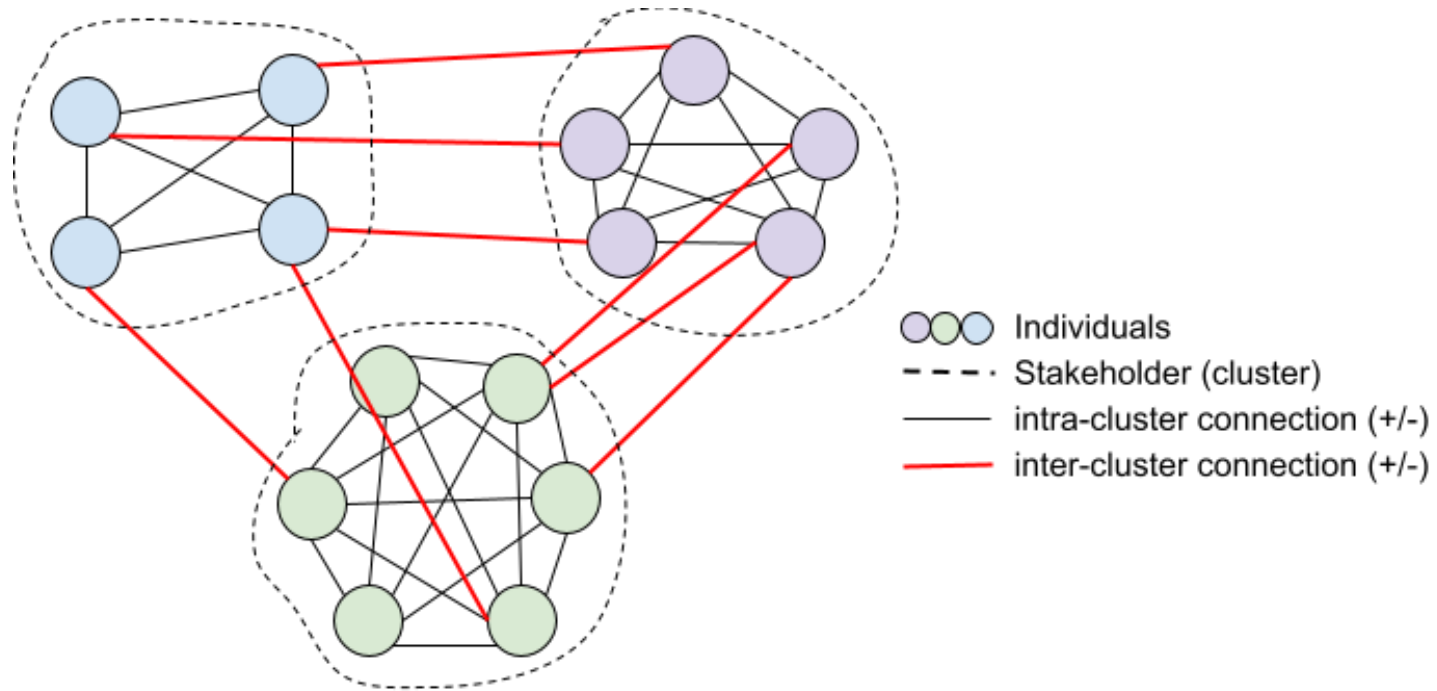 Individuals
Stakeholder (cluster)
intra-cluster connection (+/-)
inter-cluster connection (+/-)